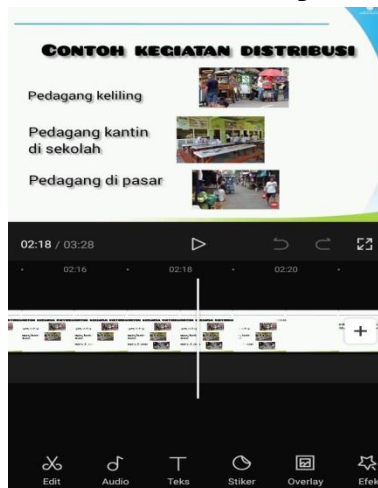 CONTOH KEGIATAN DISTRIBUSI
Pedagang keliling
Pedagang kantin
di sekolah
Pedagang di pasar
02:18 / 03:28
02:16 02:18 02:20
Edit Audio Teks Stiker Overlay Efek